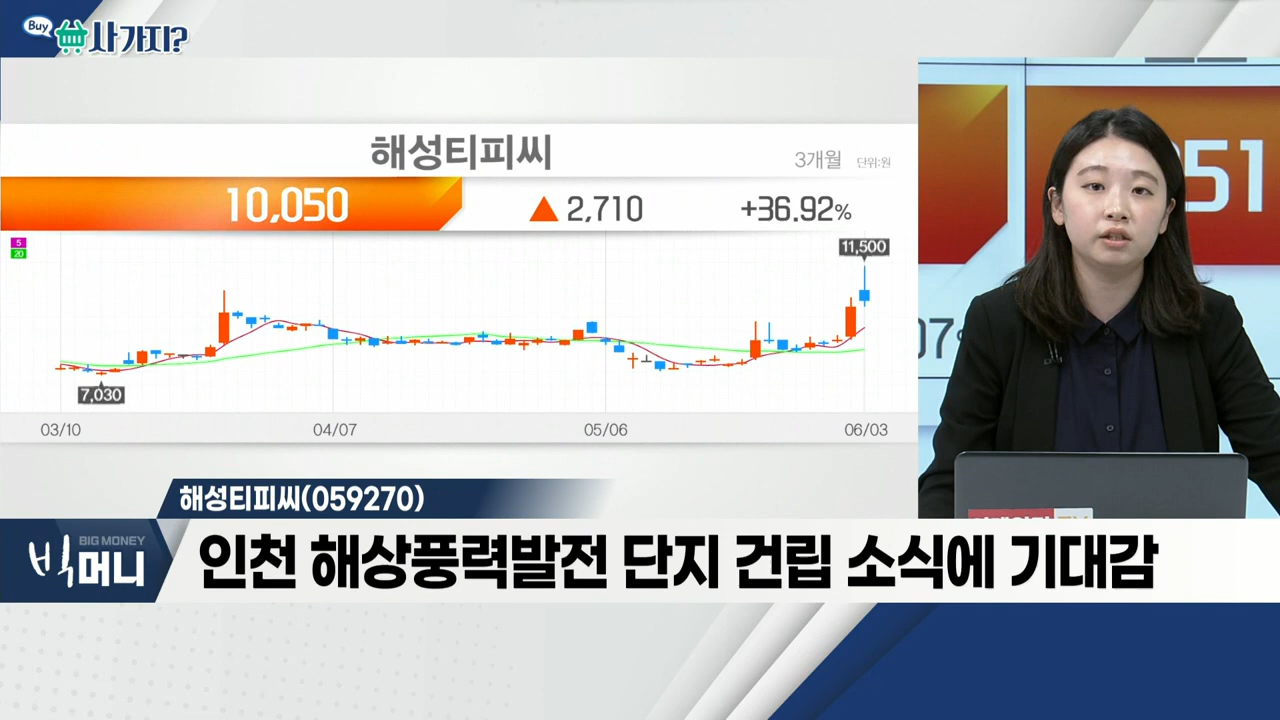 Buy 사가지?
해성티피씨
3개월 단위:원
10,050 ▲ 2,710 +36.92%
5
20
11,500
7,030
03/10 04/07 05/06 06/03
51
07
해성티피씨(059270)
BIG MONEY
빅머니
인천 해상풍력발전 단지 건립 소식에 기대감